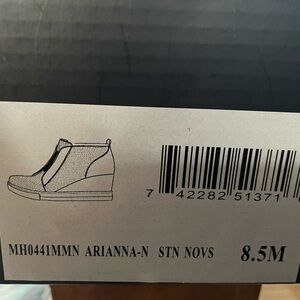 7 42282 51371
MH0441MMN ARIANNA-N STN NOVS 8.5M